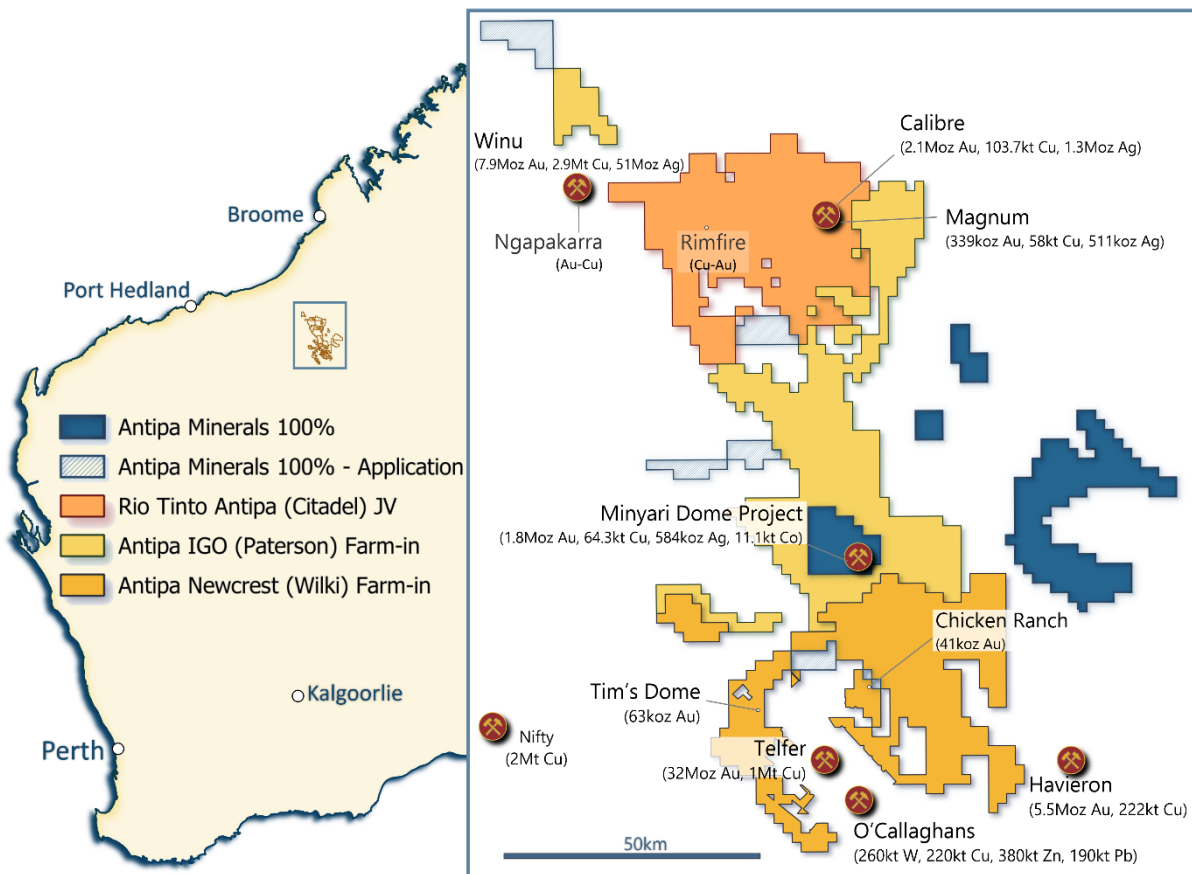 Broome
Port Hedland
Kalgoorlie
Perth
Antipa Minerals 100%
Antipa Minerals 100% - Application
Rio Tinto Antipa (Citadel) JV
Antipa IGO (Paterson) Farm-in
Antipa Newcrest (Wilki) Farm-in
Winu
(7.9Moz Au, 2.9Mt Cu, 51Moz Ag)
Ngapakarra
(Au-Cu)
Rimfire
(Cu-Au)
Calibre
(2.1Moz Au, 103.7kt Cu, 1.3Moz Ag)
Magnum
(339koz Au, 58kt Cu, 511koz Ag)
Minyari Dome Project
(1.8Moz Au, 64.3kt Cu, 584koz Ag, 11.1kt Co)
Chicken Ranch
(41koz Au)
Tim's Dome
(63koz Au)
Nifty
(2Mt Cu)
Telfer
(32Moz Au, 1Mt Cu)
Havieron
(5.5Moz Au, 222kt Cu)
O'Callaghans
(260kt W, 220kt Cu, 380kt Zn, 190kt Pb)
50km